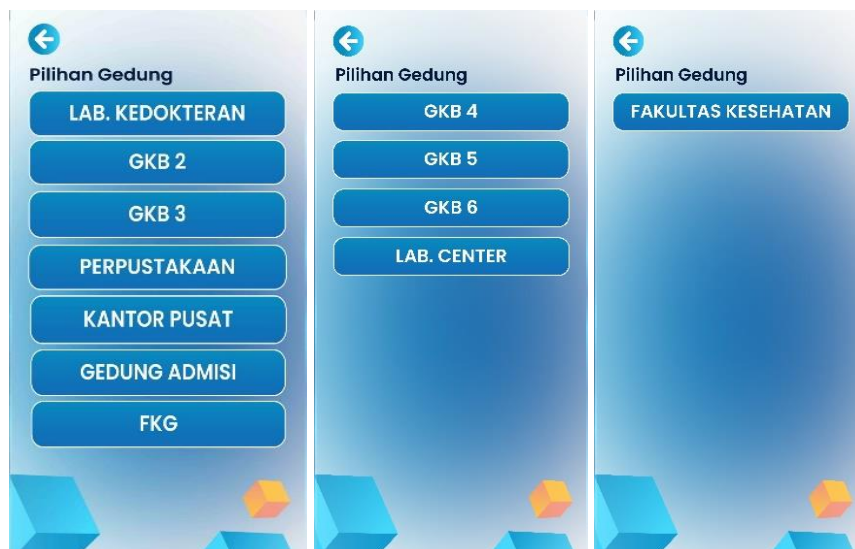 Pilihan Gedung
LAB. KEDOKTERAN
GKB 2
GKB 3
PERPUSTAKAAN
KANTOR PUSAT
GEDUNG ADMISI
FKG
Pilihan Gedung
GKB 4
GKB 5
GKB 6
LAB. CENTER
Pilihan Gedung
FAKULTAS KESEHATAN